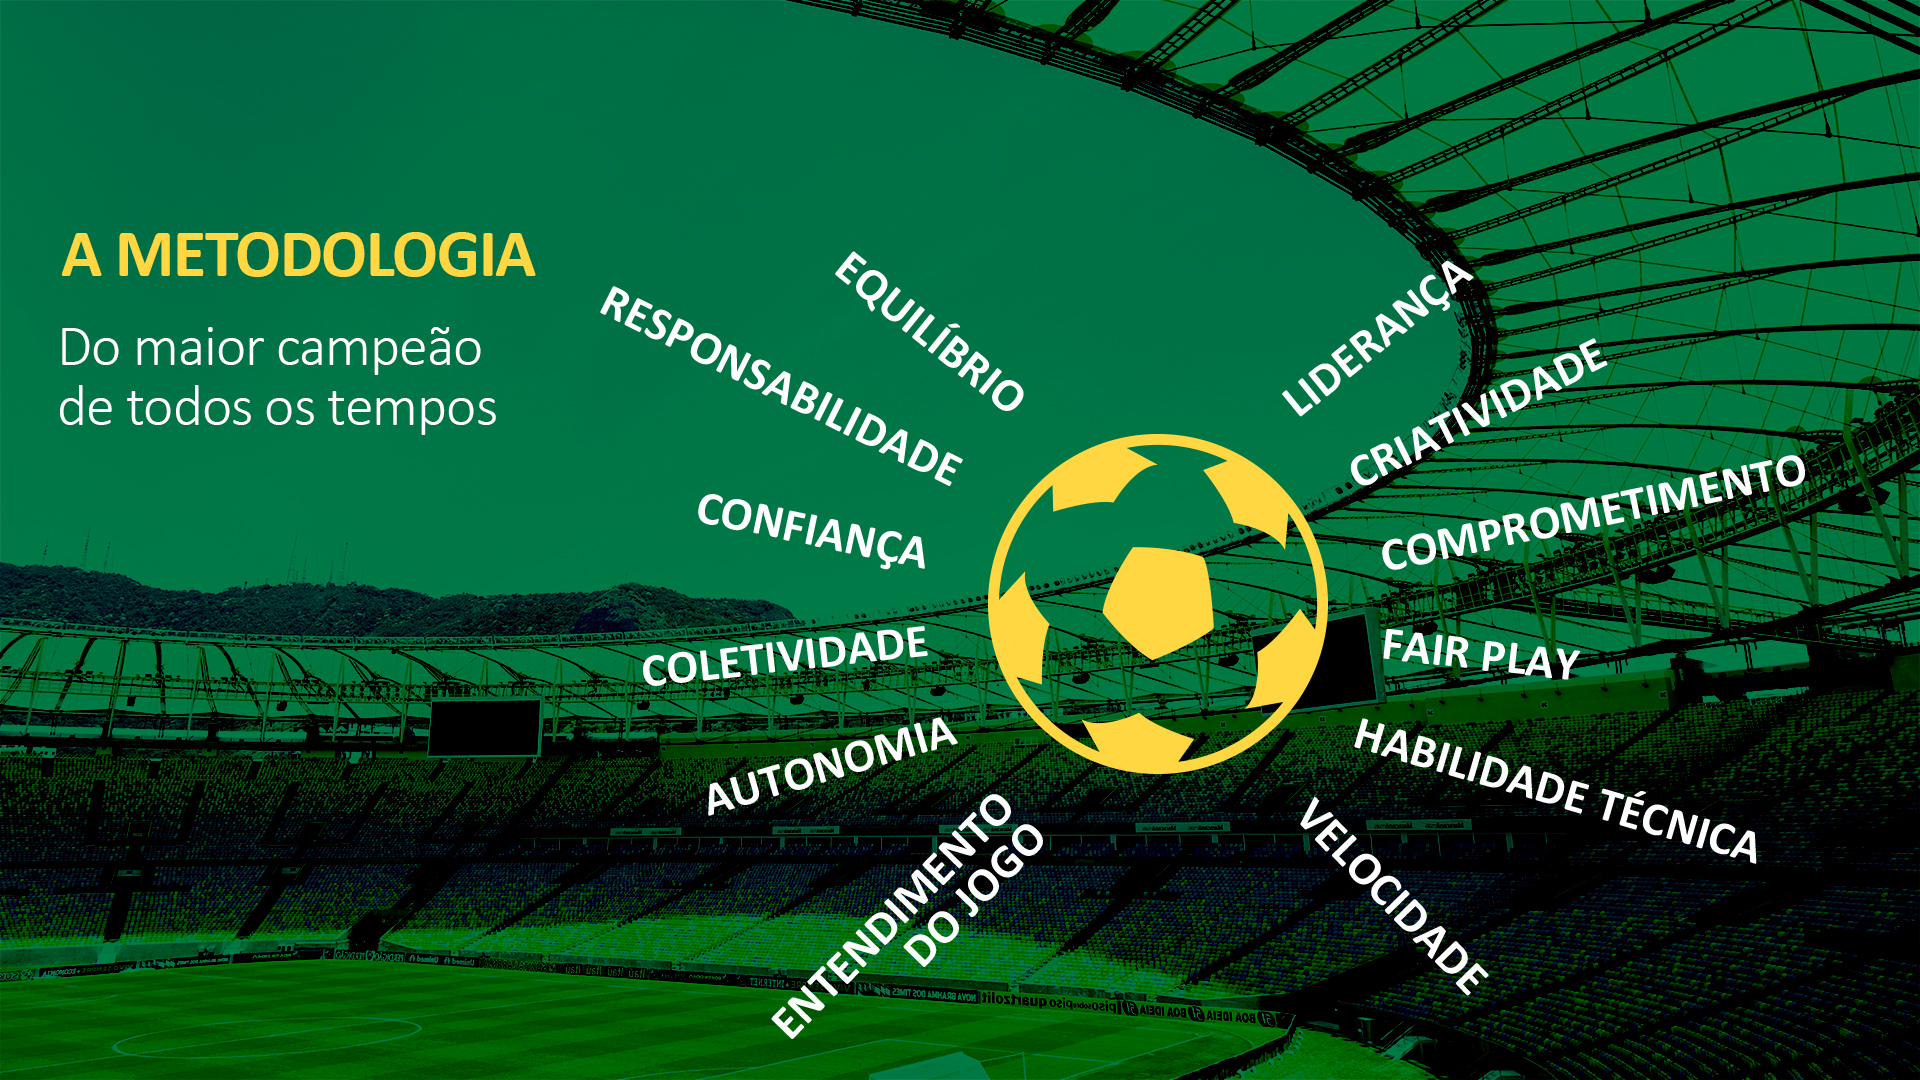 A METODOLOGIA
Do maior campeão
de todos os tempos
EQUILÍBRIO
RESPONSABILIDADE
CONFIANÇA
COLETIVIDADE
AUTONOMIA
ENTENDIMENTO
DO JOGO
LIDERANÇA
CRIATIVIDADE
COMPROMETIMENTO
FAIR PLAY
HABILIDADE TÉCNICA
VELOCIDADE